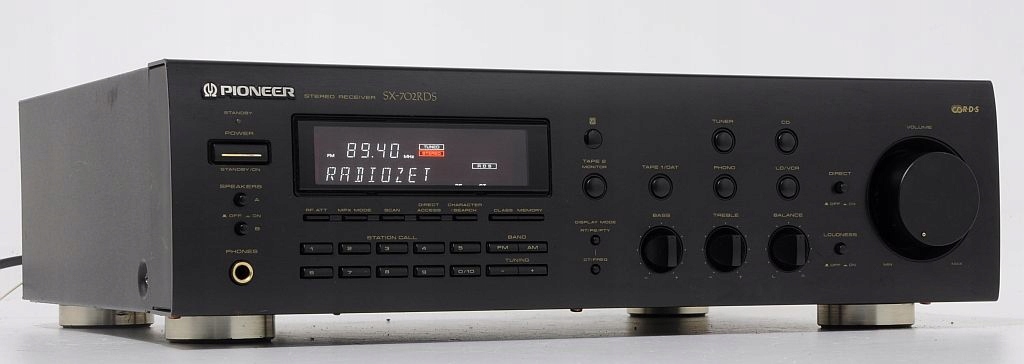 PIONEER STEREO RECEIVER SX-702RDS
STANDBY
POWER
STANDBY/ON
SPEAKERS
A
OFF ON
B
PHONES
FM 89.40 MHz TUNED
STEREO
RDS
RADIOZET
RF ATT MPX MODE SCAN DIRECT ACCESS CHARACTER SEARCH CLASS MEMORY
STATION CALL
BAND
1 2 3 4 5 FM AM
TUNING
6 7 8 9 0/10 - +
TUNER CD
TAPE 2 MONITOR TAPE 1/DAT PHONO LD/VCR
DISPLAY MODE
RT/PS/PTY
CT/FREQ
BASS TREBLE BALANCE
R·D·S
VOLUME
DIRECT
OFF ON
LOUDNESS
OFF ON
MIN MAX